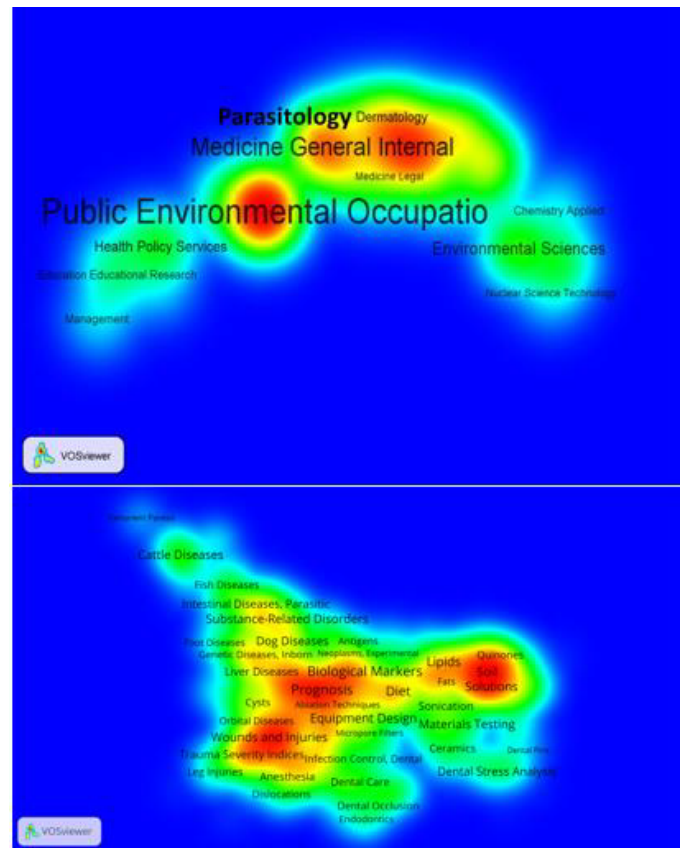 Parasitology Dermatology
Medicine General Internal
Medicine Legal
Public Environmental Occupatio
Chemistry Applied
Health Policy Services
Environmental Sciences
Education Educational Research
Nuclear Science Technology
Management
VOSviewer
Cattle Diseases
Fish Diseases
Intestinal Diseases, Parasitic
Substance-Related Disorders
Foot Diseases
Dog Diseases
Antigens
Genetic Diseases, Inborn
Neoplasms, Experimental
Lipids
Quinones
Liver Diseases
Biological Markers
Soil
Fats
Solutions
Prognosis
Diet
Cysts
Ablation Techniques
Sonication
Orbital Diseases
Equipment Design
Materials Testing
Wounds and Injuries
Micropore Filters
Ceramics
Dental Pins
Trauma Severity Indices
Infection Control, Dental
Leg Injuries
Anesthesia
Dental Care
Dental Stress Analysis
Dislocations
Dental Occlusion
Endodontics
VOSviewer